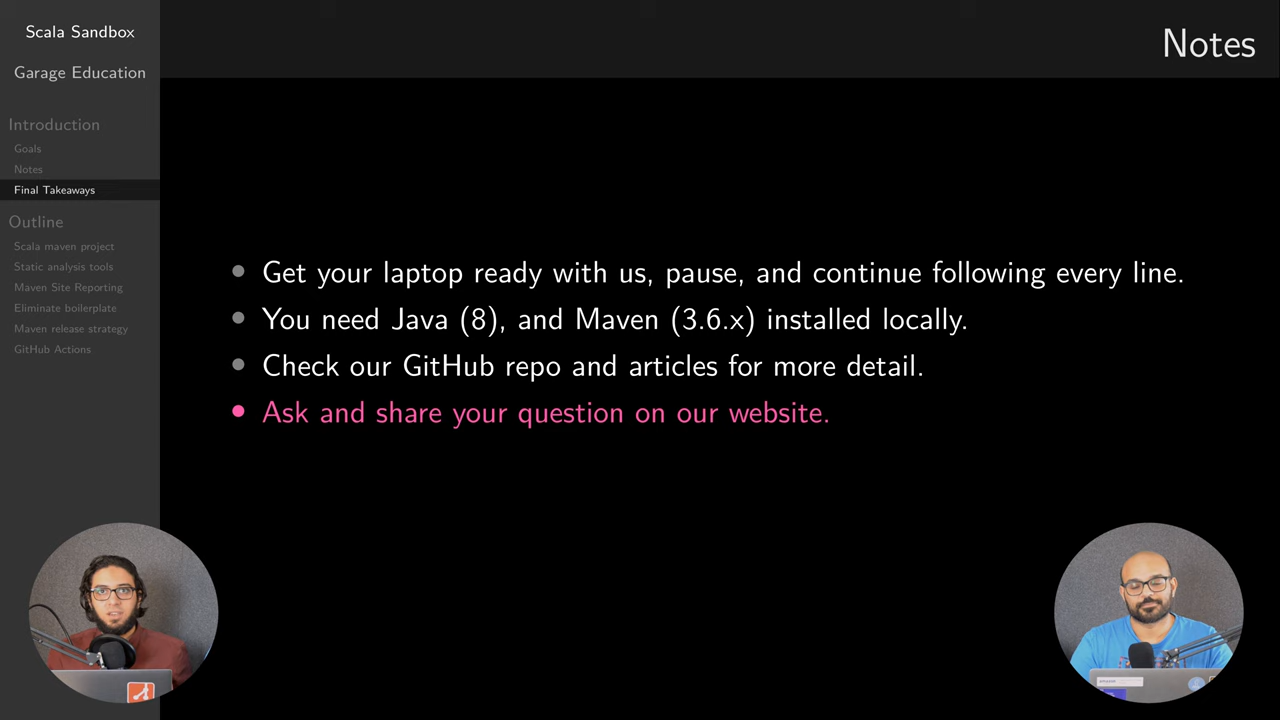 Scala Sandbox
Garage Education
Introduction
Goals
Notes
Final Takeaways
Outline
Scala maven project
Static analysis tools
Maven Site Reporting
Eliminate boilerplate
Maven release strategy
GitHub Actions
Notes
Get your laptop ready with us, pause, and continue following every line.
You need Java (8), and Maven (3.6.x) installed locally.
Check our GitHub repo and articles for more detail.
Ask and share your question on our website.